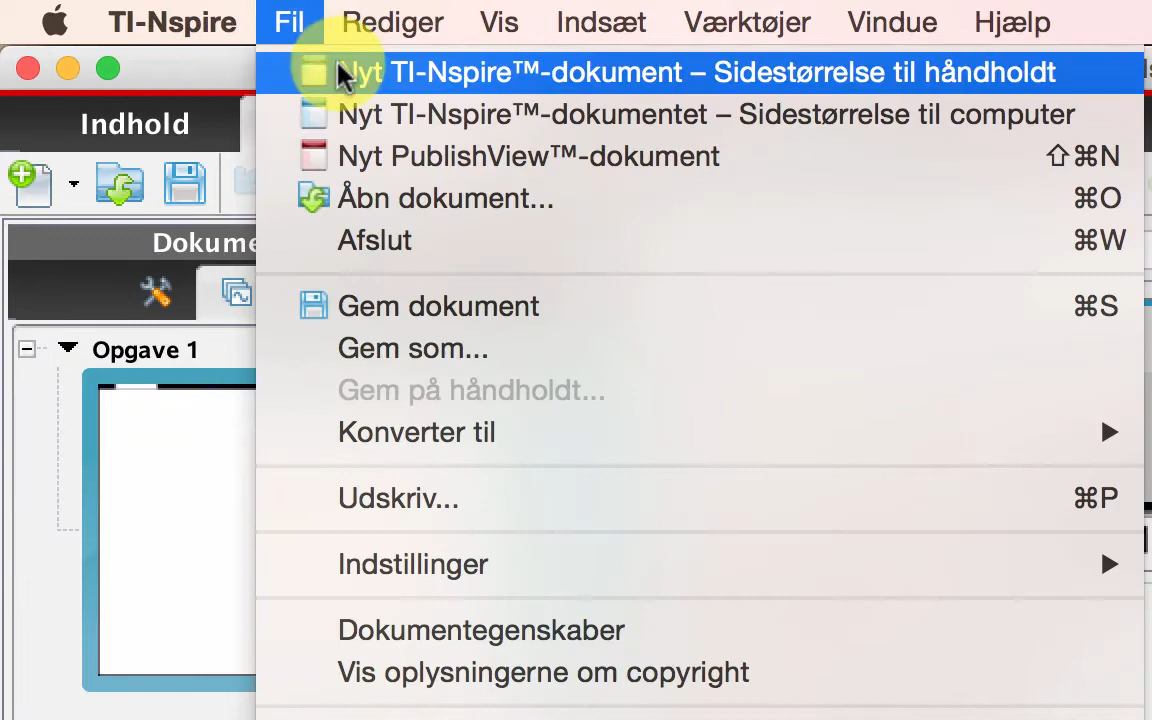 TI-Nspire Fil Rediger Vis Indsæt Værktøjer Vindue Hjælp
Nyt TI-Nspire™-dokument – Sidestørrelse til håndholdt
Indhold
Nyt TI-Nspire™-dokumentet – Sidestørrelse til computer
Nyt PublishView™-dokument ⇧⌘N
Åbn dokument... ⌘O
Dokume
Afslut ⌘W
Gem dokument ⌘S
Opgave 1
Gem som...
Gem på håndholdt...
Konverter til
Udskriv... ⌘P
Indstillinger
Dokumentegenskaber
Vis oplysningerne om copyright